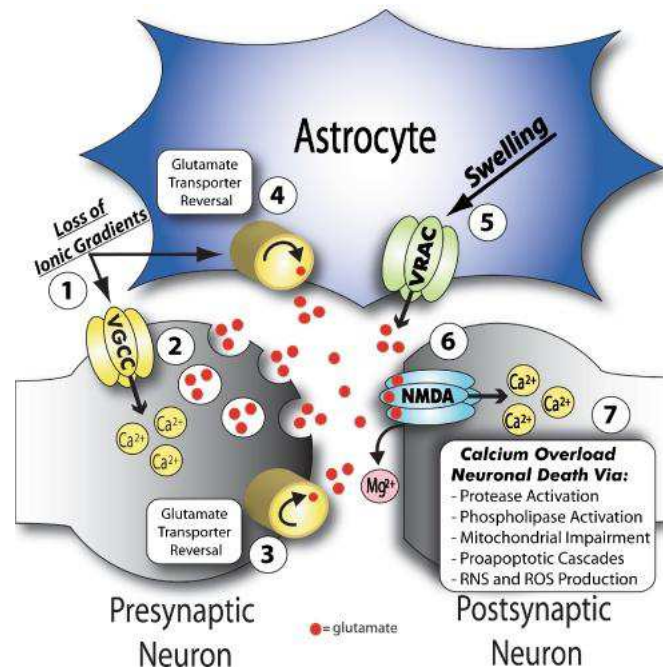 Astrocyte
Glutamate
Transporter
Reversal
4
Swelling
5
VRAC
Loss of
Ionic Gradients
1
VGCC
2
Ca2+
Ca2+
Ca2+
Glutamate
Transporter
Reversal
3
6
NMDA
Mg2+
Ca2+
Ca2+
Ca2+
7
Calcium Overload
Neuronal Death Via:
- Protease Activation
- Phospholipase Activation
- Mitochondrial Impairment
- Proapoptotic Cascades
- RNS and ROS Production
Presynaptic
Neuron
= glutamate
Postsynaptic
Neuron